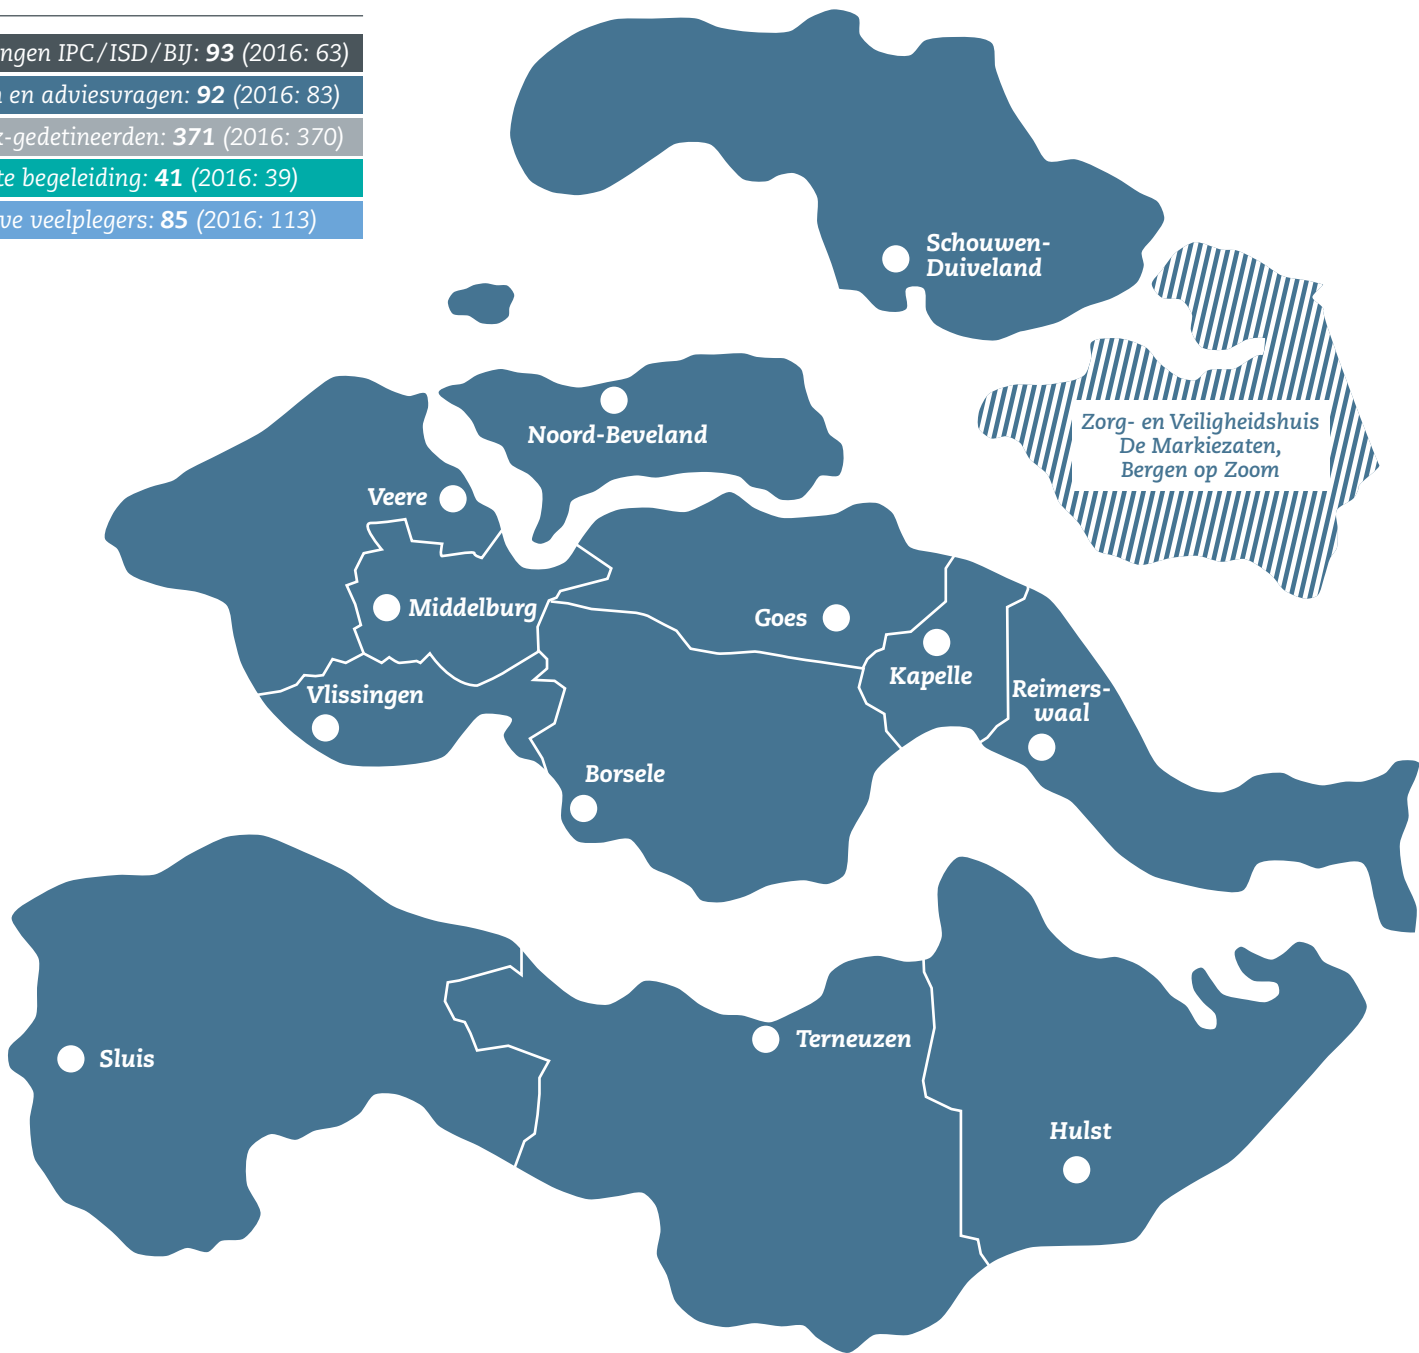 ngen IPC/ISD/BIJ: 93 (2016: 63)
en adviesvragen: 92 (2016: 83)
-gedetineerden: 371 (2016: 370)
te begeleiding: 41 (2016: 39)
ve veelplegers: 85 (2016: 113)
Schouwen-
Duiveland
Noord-Beveland
Zorg- en Veiligheidshuis
De Markiezaten,
Bergen op Zoom
Veere
Middelburg
Goes
Kapelle
Reimers-
waal
Vlissingen
Borsele
Terneuzen
Sluis
Hulst